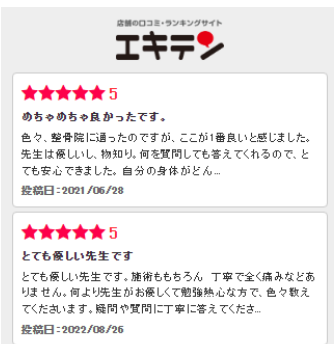 店舗の口コミ・ランキングサイト
エキテン
★★★★★5
めちゃめちゃ良かったです。
色々、整骨院に通ったのですが、ここが1番良いと感じました。
先生は優しいし、物知り。何を質問しても答えてくれるので、と
ても安心できました。自分の身体がどん...
投稿日:2021/06/28
★★★★★5
とても優しい先生です
とても優しい先生です。施術ももちろん 丁寧で全く痛みなどあ
りません。何より先生がお優しくて勉強熱心な方で、色々教え
てくださいます。疑問や質問に丁寧に答えてくださ...
投稿日:2022/08/26